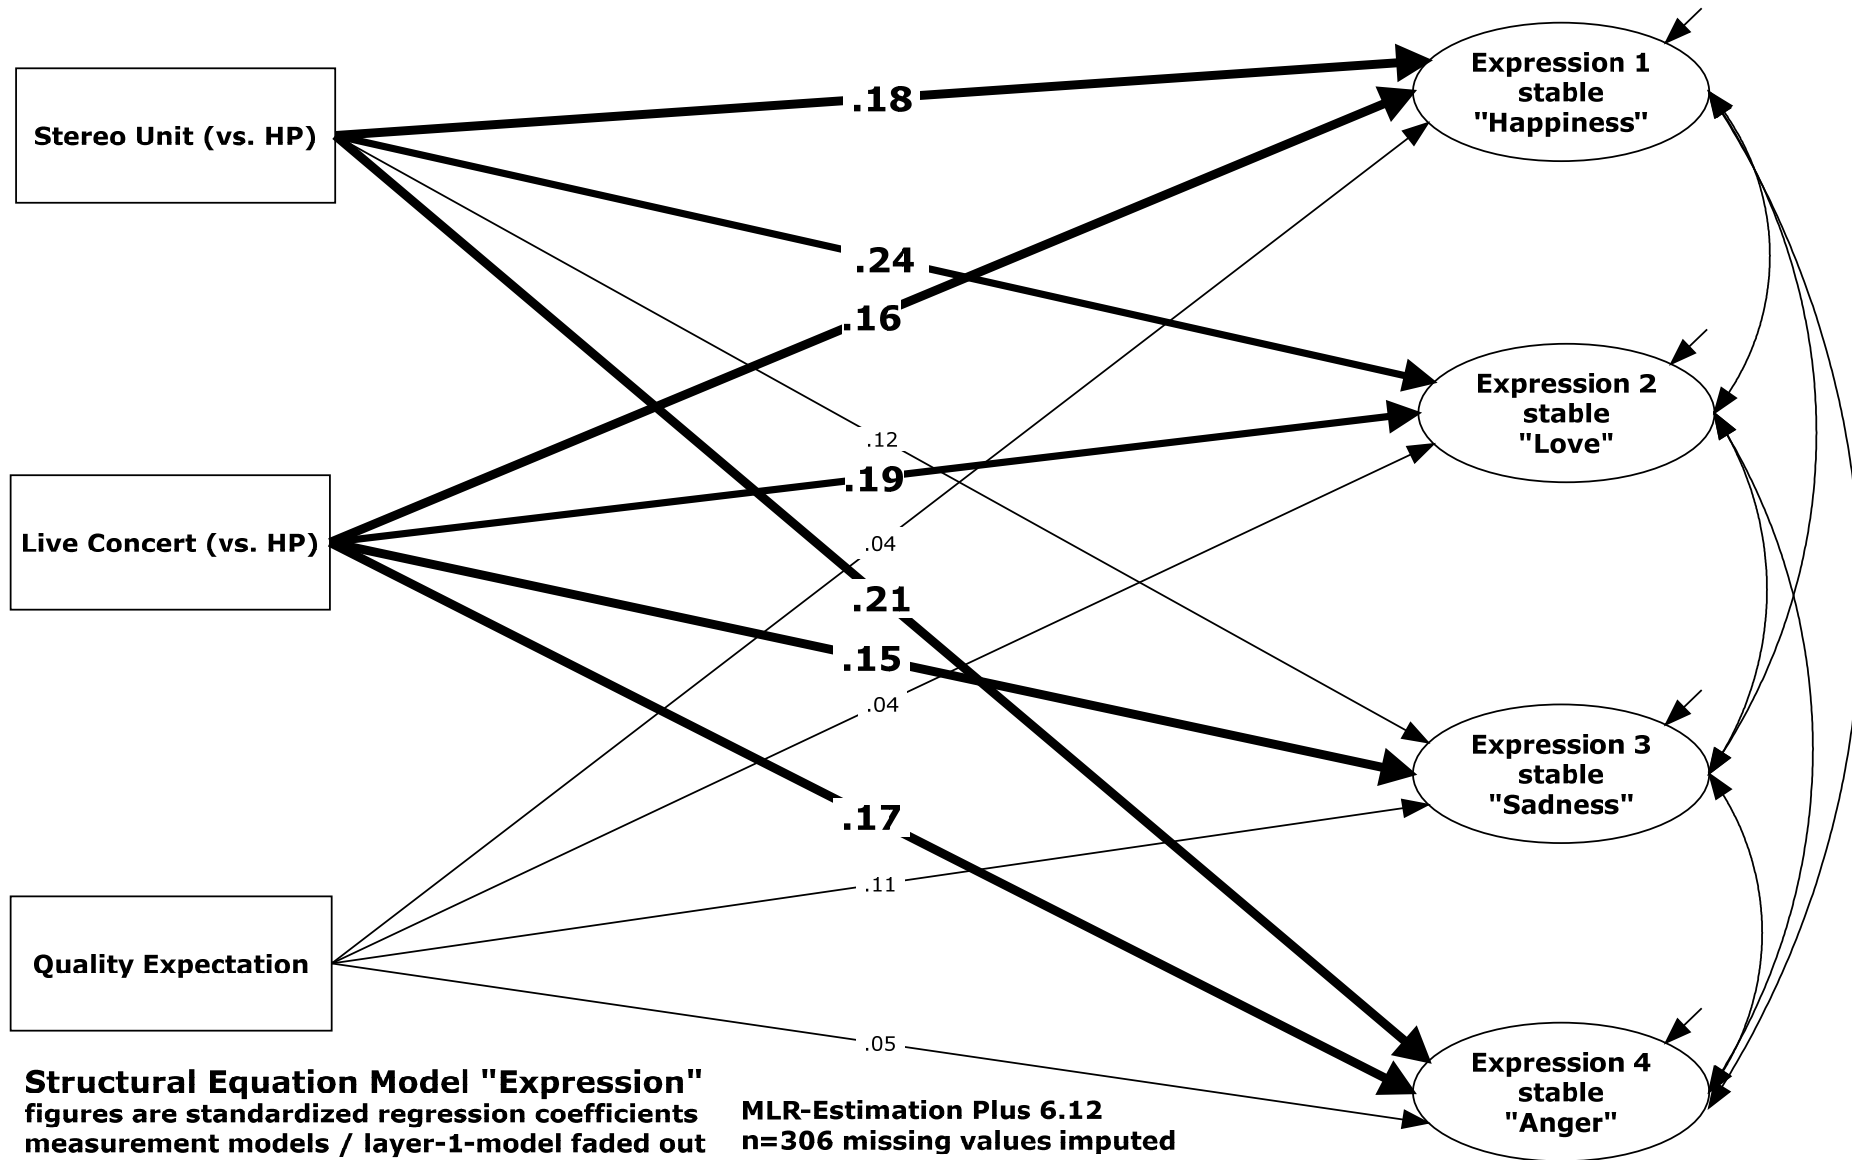 Expression 1
stable
"Happiness"
Stereo Unit (vs. HP)
.18
.24
.16
Expression 2
stable
"Love"
.12
.19
Live Concert (vs. HP)
.04
.21
.15
.04
Expression 3
stable
"Sadness"
.17
.11
Quality Expectation
.05
Expression 4
stable
"Anger"
Structural Equation Model "Expression"
figures are standardized regression coefficients
measurement models / layer-1-model faded out
MLR-Estimation Plus 6.12
n=306 missing values imputed